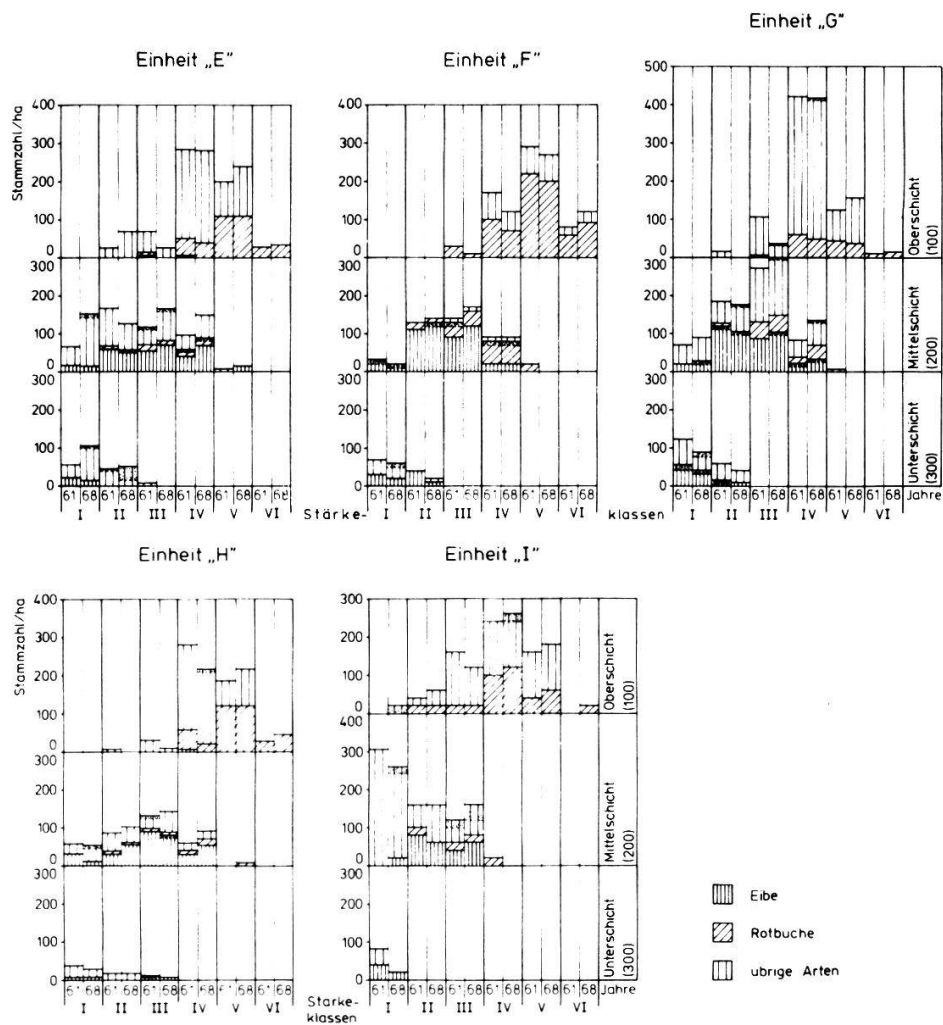 Einheit „E"
Einheit „F"
Einheit „G"
Stammzahl/ha
400
300
200
100
0
300
200
100
0
300
200
100
0
400
300
200
100
0
300
200
100
0
300
200
100
0
500
400
300
200
100
0
300
200
100
0
300
200
100
0
Oberschicht
(100)
Mittelschicht
(200)
Unterschicht
(300)
61 68 61 68 61 68 61 68 61 68 61 68
I II III IV V VI
Stärke-
61 68 61 68 61 68 61 68 61 68 61 68
I II III IV V VI
klassen
61 68 61 68 61 68 61 68 61 68 61 68 Jahre
I II III IV V VI
Einheit „H"
Einheit „I"
Stammzahl/ha
400
300
200
100
0
300
200
100
0
300
200
100
0
300
200
100
0
400
300
200
100
0
300
200
100
0
Oberschicht
(100)
Mittelschicht
(200)
Unterschicht
(300)
61 68 61 68 61 68 61 68 61 68 61 68
I II III IV V VI
Starke-
klassen
61 68 61 68 61 68 61 68 61 68 61 68 Jahre
I II III IV V VI
Eibe
Rotbuche
ubrige Arten